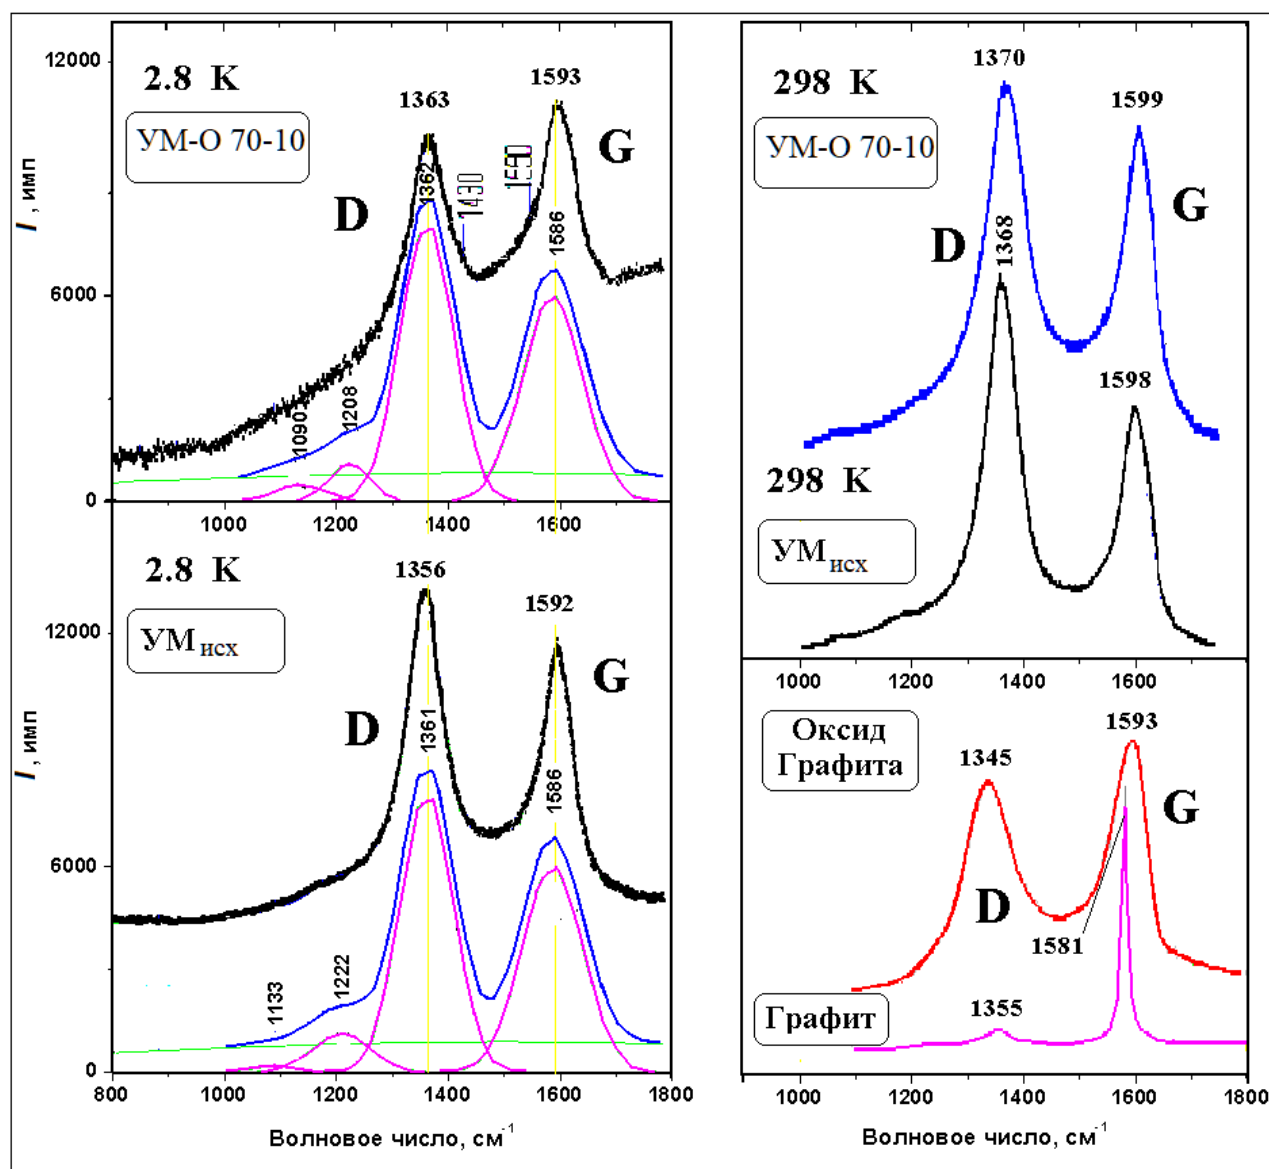 12000
6000
0
I, имп
2.8 K
УМ-О 70-10
1363
1593
D
G
1362
1430
1550
1586
1090
1208
1000
1200
1400
1600
12000
6000
0
I, имп
2.8 K
УМисх
1356
1592
D
G
1361
1586
1133
1222
800
1000
1200
1400
1600
1800
Волновое число, см-1
298 K
УМ-О 70-10
1370
1599
D
G
1368
1598
298 K
УМисх
1000
1200
1400
1600
Оксид
Графита
1345
1593
D
G
1581
1355
Графит
1000
1200
1400
1600
1800
Волновое число, см-1